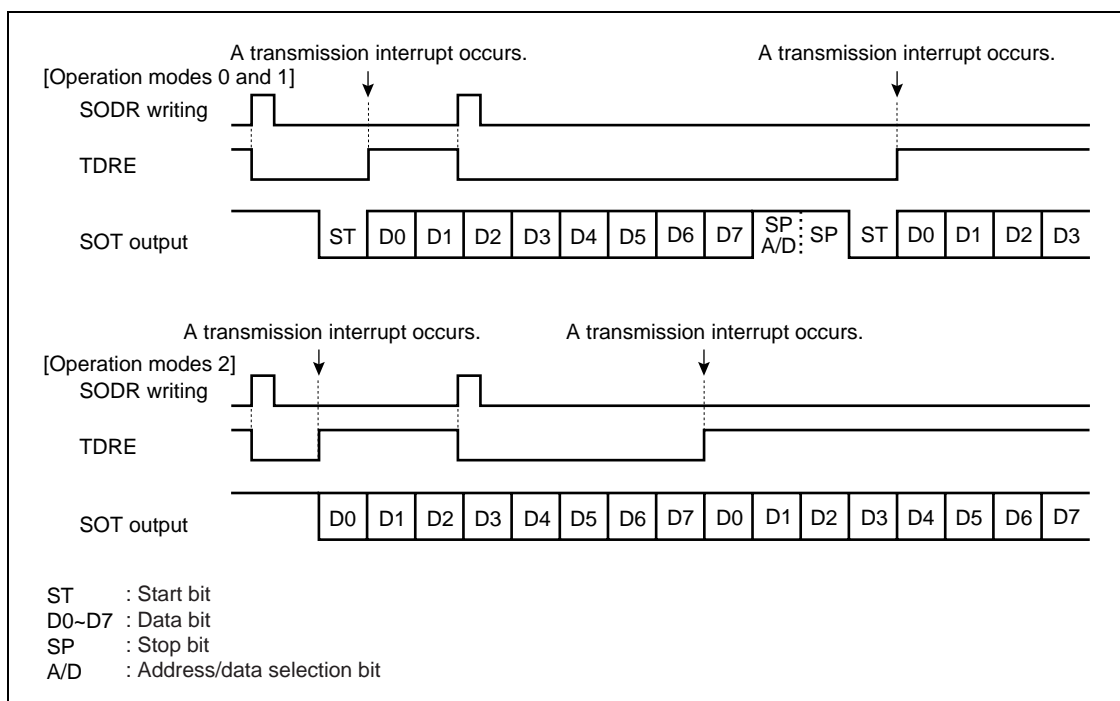 A transmission interrupt occurs. A transmission interrupt occurs.
[Operation modes 0 and 1]
SODR writing
TDRE
SOT output ST D0 D1 D2 D3 D4 D5 D6 D7 SP A/D SP ST D0 D1 D2 D3
A transmission interrupt occurs. A transmission interrupt occurs.
[Operation modes 2]
SODR writing
TDRE
SOT output D0 D1 D2 D3 D4 D5 D6 D7 D0 D1 D2 D3 D4 D5 D6 D7
ST : Start bit
D0~D7 : Data bit
SP : Stop bit
A/D : Address/data selection bit